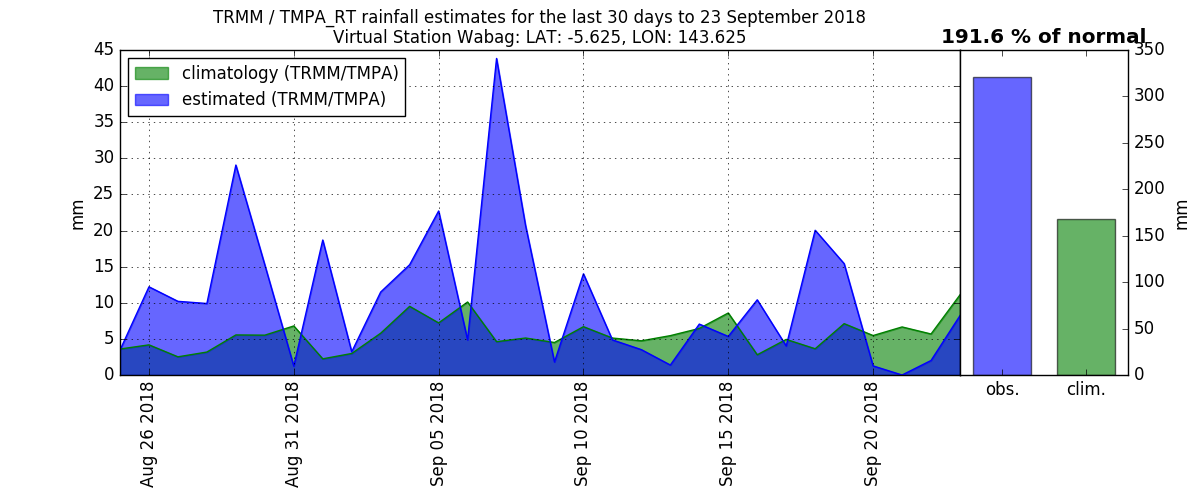 TRMM / TMPA_RT rainfall estimates for the last 30 days to 23 September 2018
Virtual Station Wabag: LAT: -5.625, LON: 143.625
191.6 % of normal
climatology (TRMM/TMPA)
estimated (TRMM/TMPA)
45
40
35
30
25
20
15
10
5
0
mm
Aug 26 2018
Aug 31 2018
Sep 05 2018
Sep 10 2018
Sep 15 2018
Sep 20 2018
350
300
250
200
150
100
50
0
mm
obs.
clim.